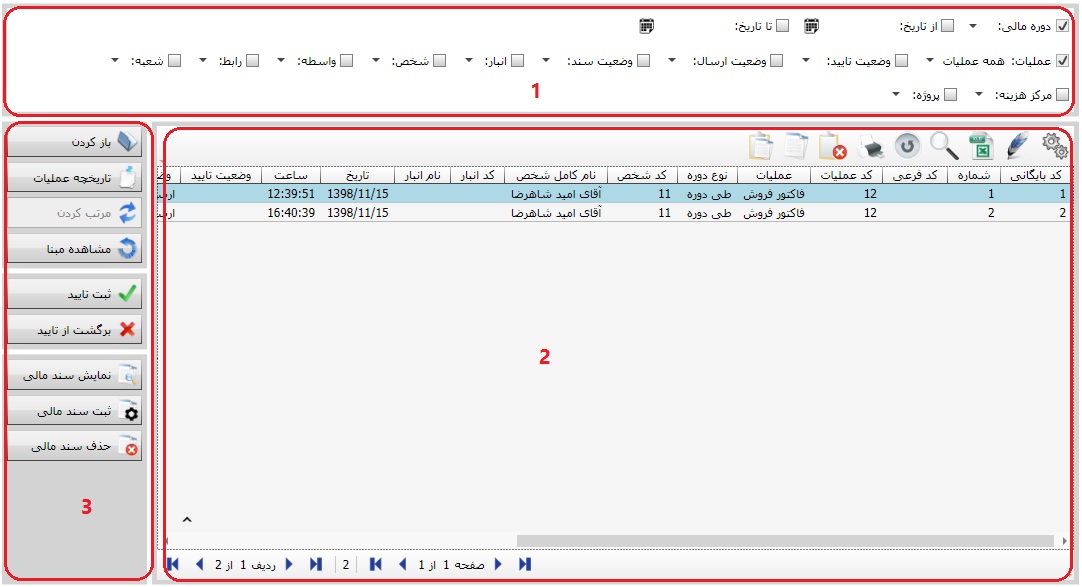 دوره مالی: از تاریخ: تا تاریخ:
عملیات: همه عملیات وضعیت تایید: وضعیت ارسال: وضعیت سند: انبار: شخص: واسطه: رابط: شعبه:
1
مرکز هزینه: پروژه:
کد بایگانی شماره کد فرعی کد عملیات عملیات نوع دوره کد شخص نام کامل شخص کد انبار نام انبار تاریخ ساعت وضعیت تایید
1 1 12 فاکتور فروش طی دوره 11 آقای امید شاهرضا 1398/11/15 12:39:51
2 2 12 فاکتور فروش طی دوره 11 آقای امید شاهرضا 1398/11/15 16:40:39
2
صفحه 1 از 1
2
ردیف 1 از 2
باز کردن
تاریخچه عملیات
مرتب کردن
مشاهده مبنا
ثبت تایید
برگشت از تایید
نمایش سند مالی
ثبت سند مالی
حذف سند مالی
3